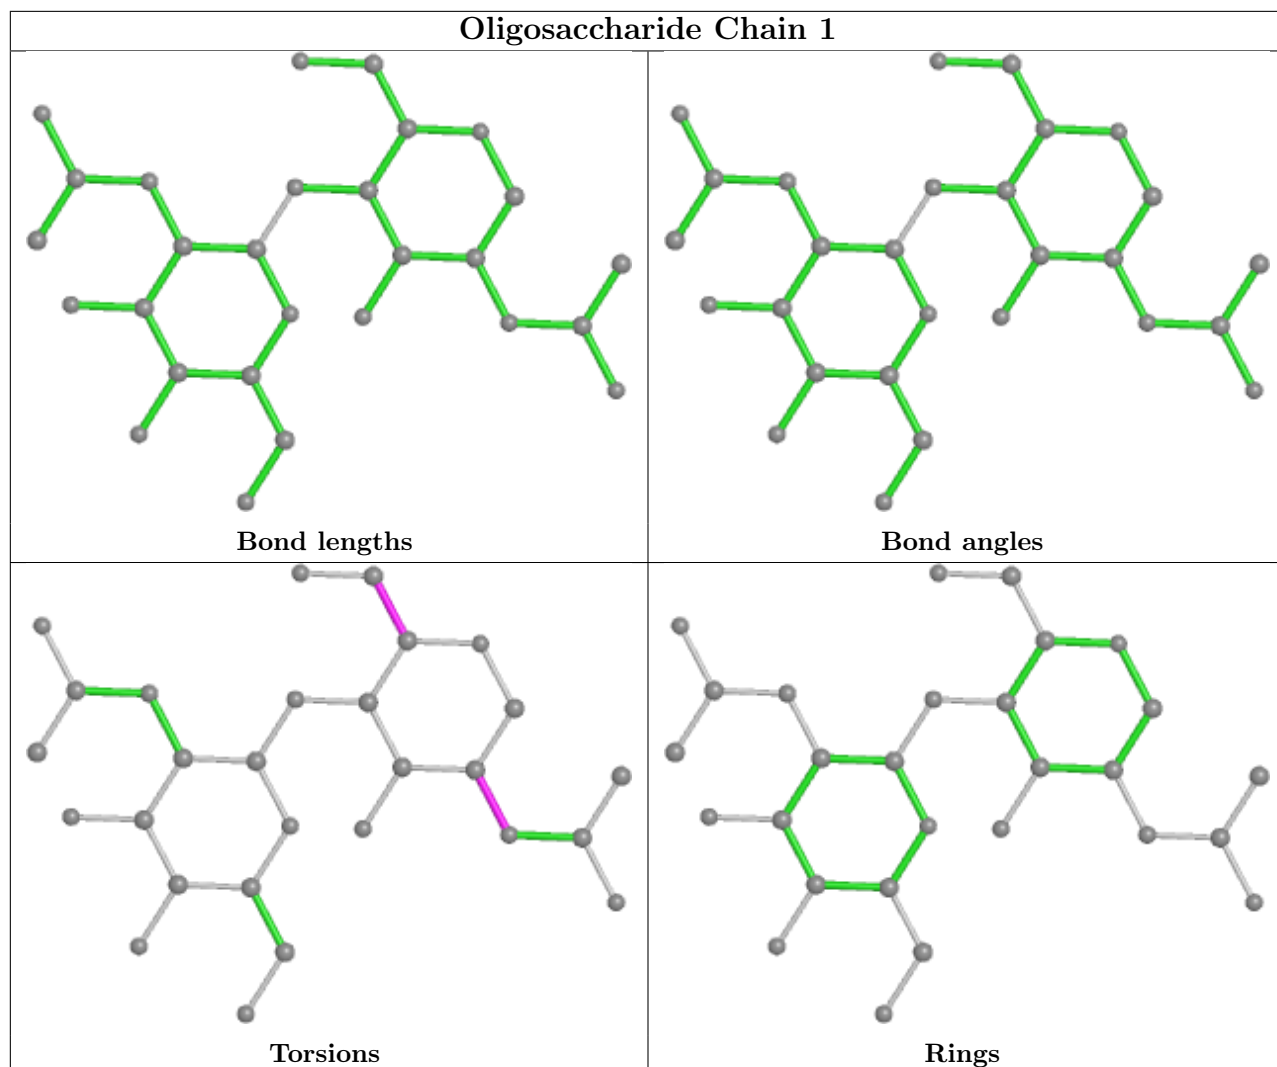 Oligosaccharide Chain 1
Bond lengths
Bond angles
Torsions
Rings